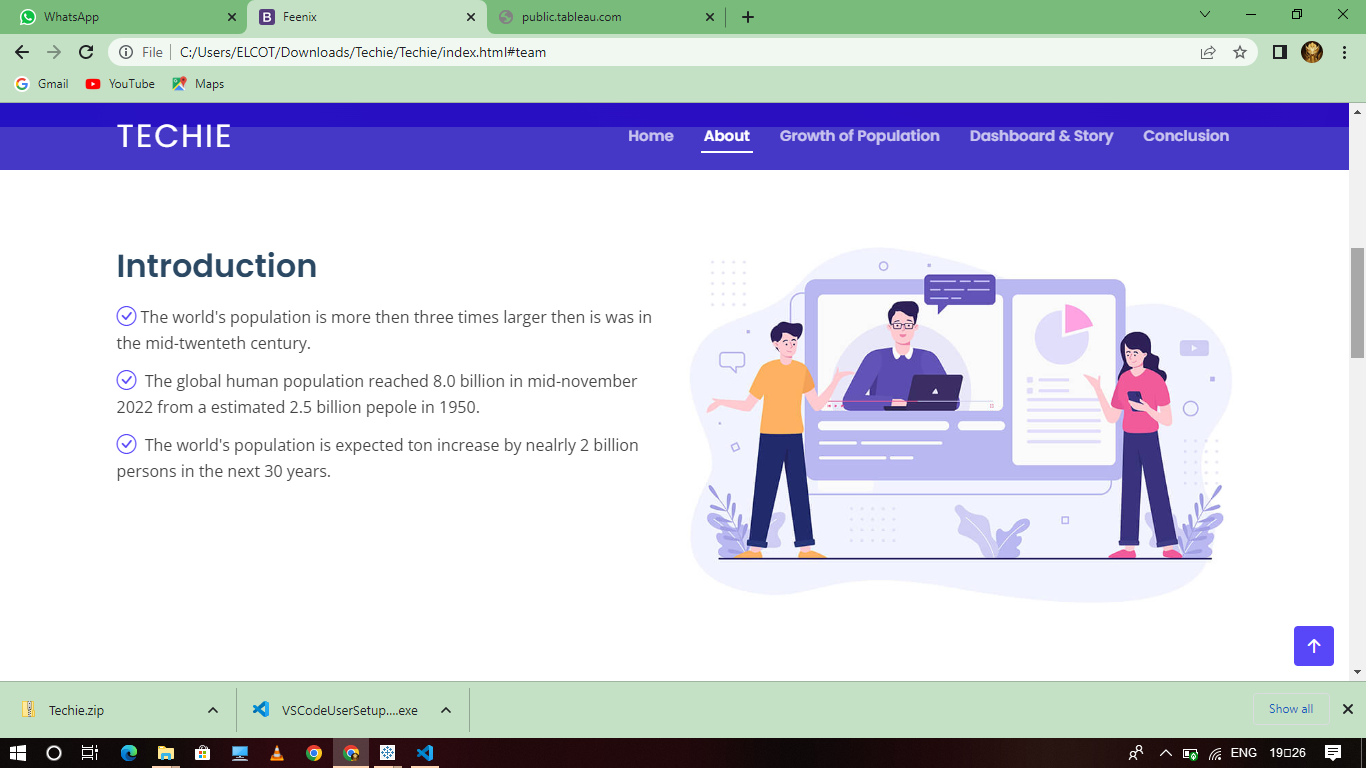 WhatsApp
Feenix
public.tableau.com
File
C:/Users/ELCOT/Downloads/Techie/Techie/index.html#team
Gmail
YouTube
Maps
TECHIE
Home
About
Growth of Population
Dashboard & Story
Conclusion
Introduction
The world's population is more then three times larger then is was in
the mid-twenteth century.
The global human population reached 8.0 billion in mid-november
2022 from a estimated 2.5 billion pepole in 1950.
The world's population is expected ton increase by nealrly 2 billion
persons in the next 30 years.
Techie.zip
VSCodeUserSetup....exe
Show all
ENG
19▯26